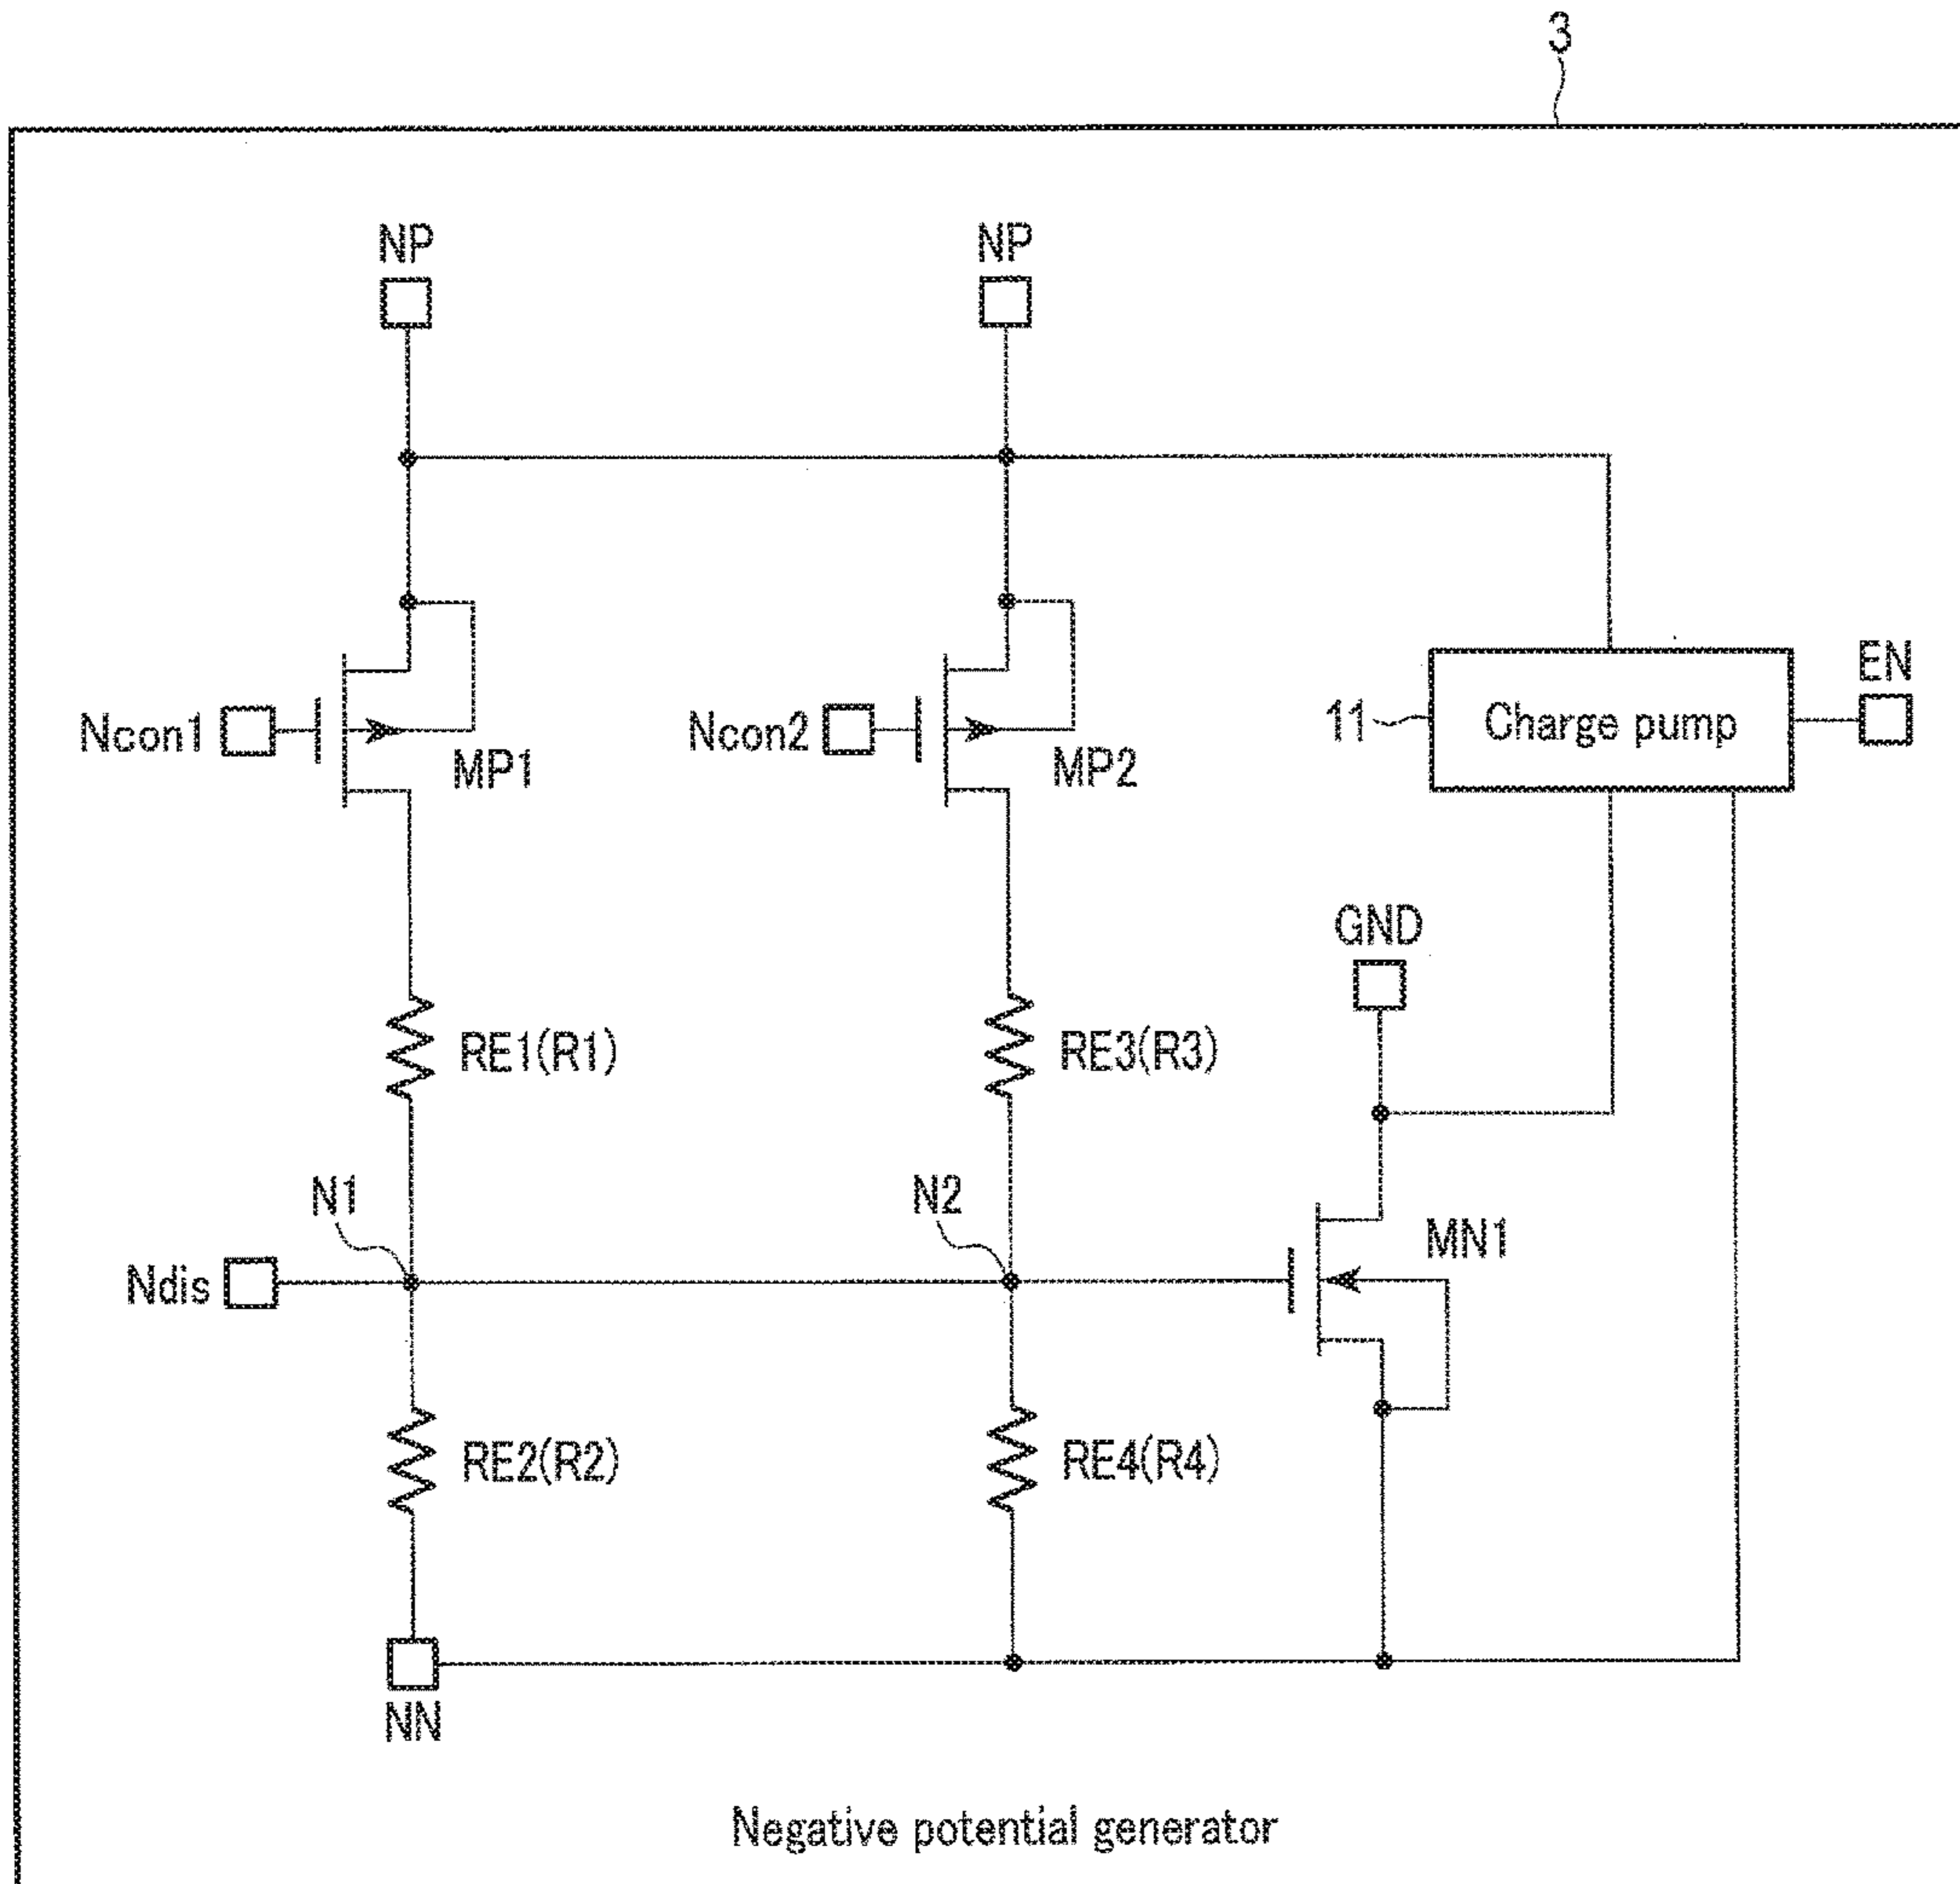 3
NP
NP
Ncon1
MP1
Ncon2
MP2
11
Charge pump
EN
GND
RE1(R1)
RE3(R3)
N1
N2
Ndis
MN1
RE2(R2)
RE4(R4)
NN
Negative potential generator